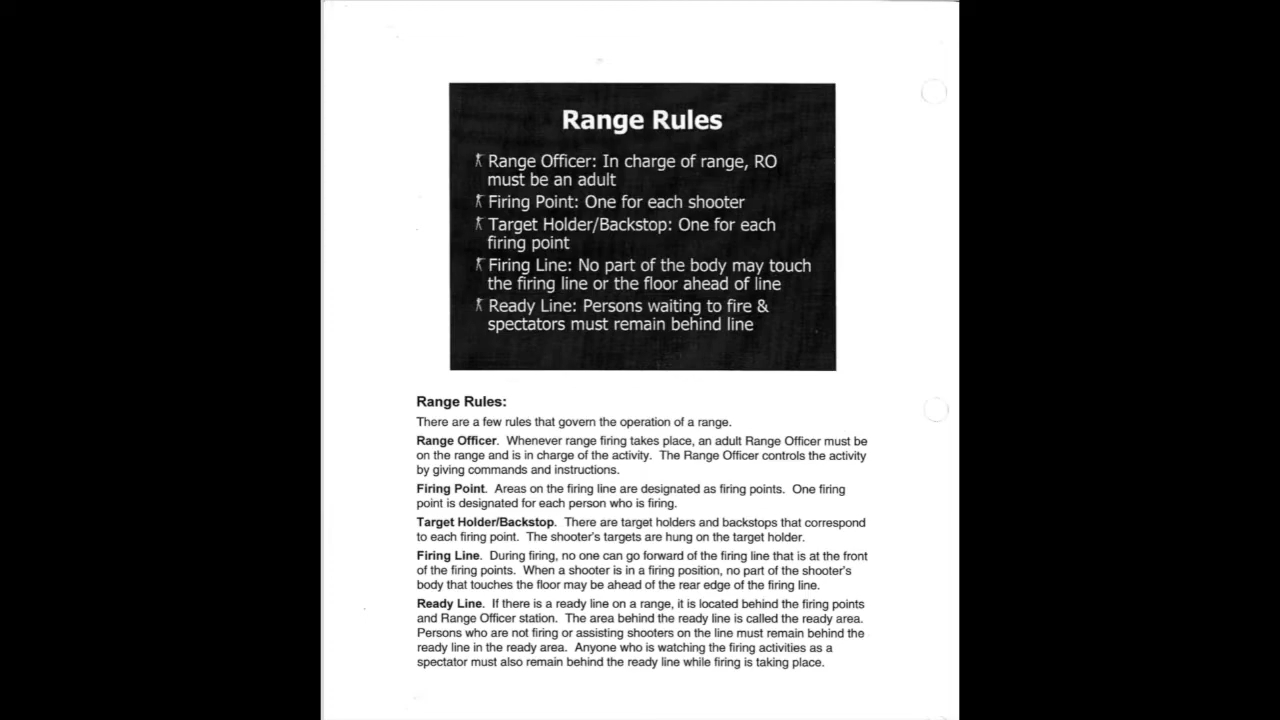 Range Rules
Range Officer: In charge of range, RO
must be an adult
Firing Point: One for each shooter
Target Holder/Backstop: One for each
firing point
Firing Line: No part of the body may touch
the firing line or the floor ahead of line
Ready Line: Persons waiting to fire &
spectators must remain behind line
Range Rules:
There are a few rules that govern the operation of a range.
Range Officer. Whenever range firing takes place, an adult Range Officer must be
on the range and is in charge of the activity. The Range Officer controls the activity
by giving commands and instructions.
Firing Point. Areas on the firing line are designated as firing points. One firing
point is designated for each person who is firing.
Target Holder/Backstop. There are target holders and backstops that correspond
to each firing point. The shooter's targets are hung on the target holder.
Firing Line. During firing, no one can go forward of the firing line that is at the front
of the firing points. When a shooter is in a firing position, no part of the shooter's
body that touches the floor may be ahead of the rear edge of the firing line.
Ready Line. If there is a ready line on a range, it is located behind the firing points
and Range Officer station. The area behind the ready line is called the ready area.
Persons who are not firing or assisting shooters on the line must remain behind the
ready line in the ready area. Anyone who is watching the firing activities as a
spectator must also remain behind the ready line while firing is taking place.